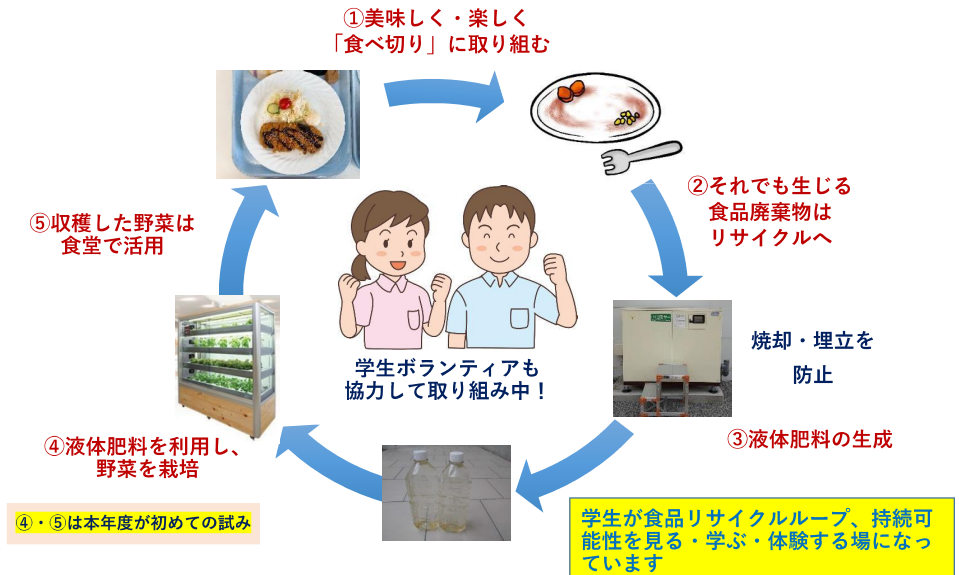 ①美味しく・楽しく
「食べ切り」に取り組む
②それでも生じる
食品廃棄物は
リサイクルへ
⑤収穫した野菜は
食堂で活用
学生ボランティアも
協力して取り組み中！
焼却・埋立を
防止
③液体肥料の生成
④液体肥料を利用し、
野菜を栽培
④・⑤は本年度が初めての試み
学生が食品リサイクルループ、持続可
能性を見る・学ぶ・体験する場になっ
ています